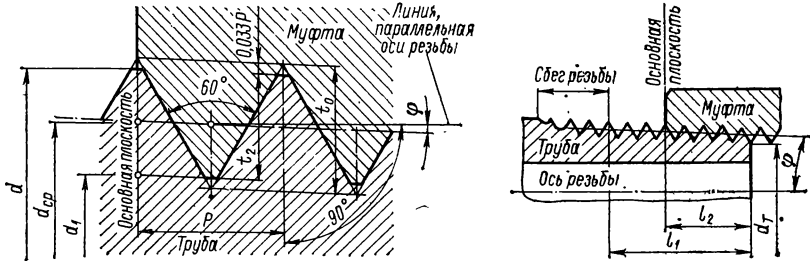 Линия,
параллельная
оси резьбы
Муфта
0,033P
60°
t₀
φ
d
dср
d₁
Основная плоскость
t₂
P
Труба
90°
Основная
плоскость
Сбег резьбы
Муфта
Труба
Ось резьбы
φ
l₂
l₁
dт